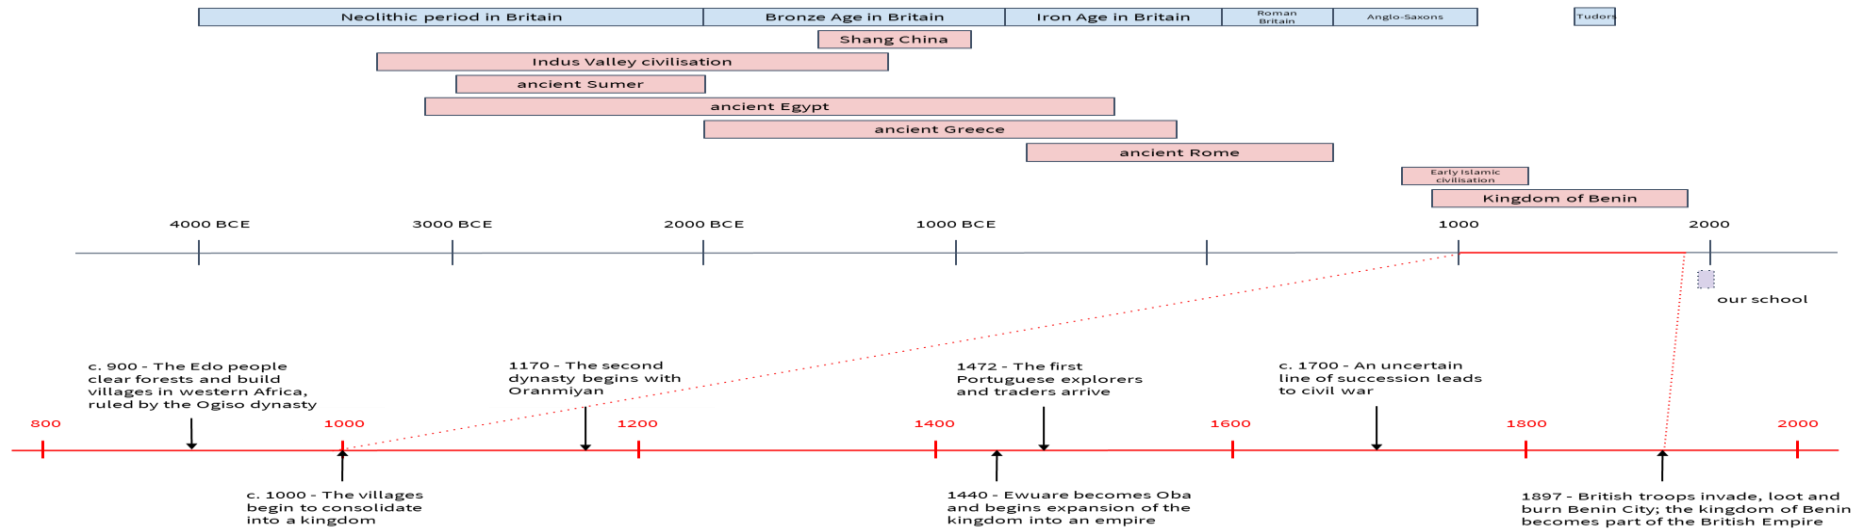 Neolithic period in Britain
Bronze Age in Britain
Iron Age in Britain
Roman
Britain
Anglo-Saxons
Tudors
Shang China
Indus Valley civilisation
ancient Sumer
ancient Egypt
ancient Greece
ancient Rome
Early Islamic
civilisation
Kingdom of Benin
4000 BCE
3000 BCE
2000 BCE
1000 BCE
1000
2000
our school
c. 900 - The Edo people
clear forests and build
villages in western Africa,
ruled by the Ogiso dynasty
1170 - The second
dynasty begins with
Oranmiyan
1472 - The first
Portuguese explorers
and traders arrive
c. 1700 - An uncertain
line of succession leads
to civil war
800
1000
1200
1400
1600
1800
2000
c. 1000 - The villages
begin to consolidate
into a kingdom
1440 - Ewuare becomes Oba
and begins expansion of the
kingdom into an empire
1897 - British troops invade, loot and
burn Benin City; the kingdom of Benin
becomes part of the British Empire